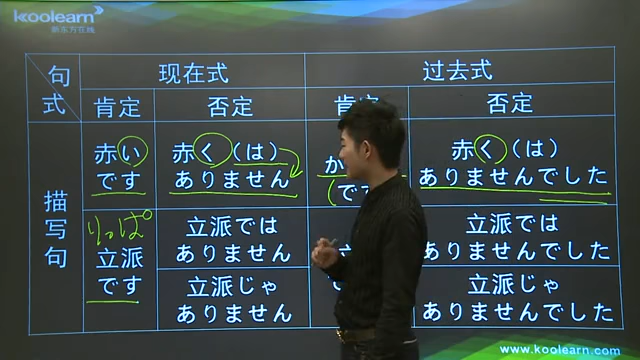 koolearn
新东方在线
句式
现在式
过去式
肯定
否定
肯定
否定
描写句
赤い
です
赤く(は)
ありません
か
(で
赤く(は)
ありませんでした
りっぱ
立派
です
立派では
ありません
立派では
ありませんでした
立派じゃ
ありません
立派じゃ
ありませんでした
www.koolearn.com